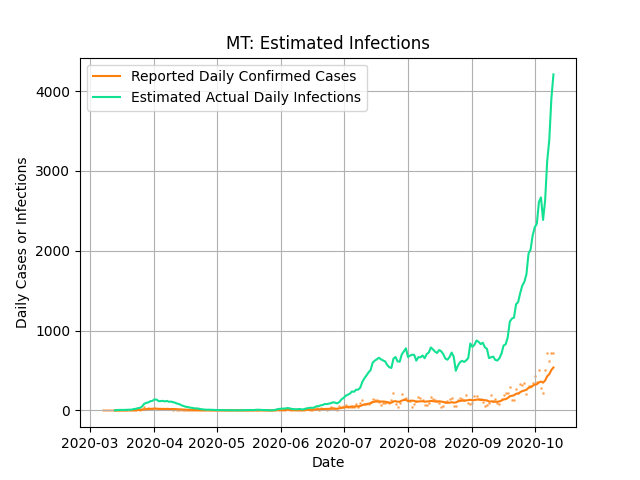 MT: Estimated Infections
Reported Daily Confirmed Cases
Estimated Actual Daily Infections
Daily Cases or Infections
4000
3000
2000
1000
0
2020-03 2020-04 2020-05 2020-06 2020-07 2020-08 2020-09 2020-10
Date